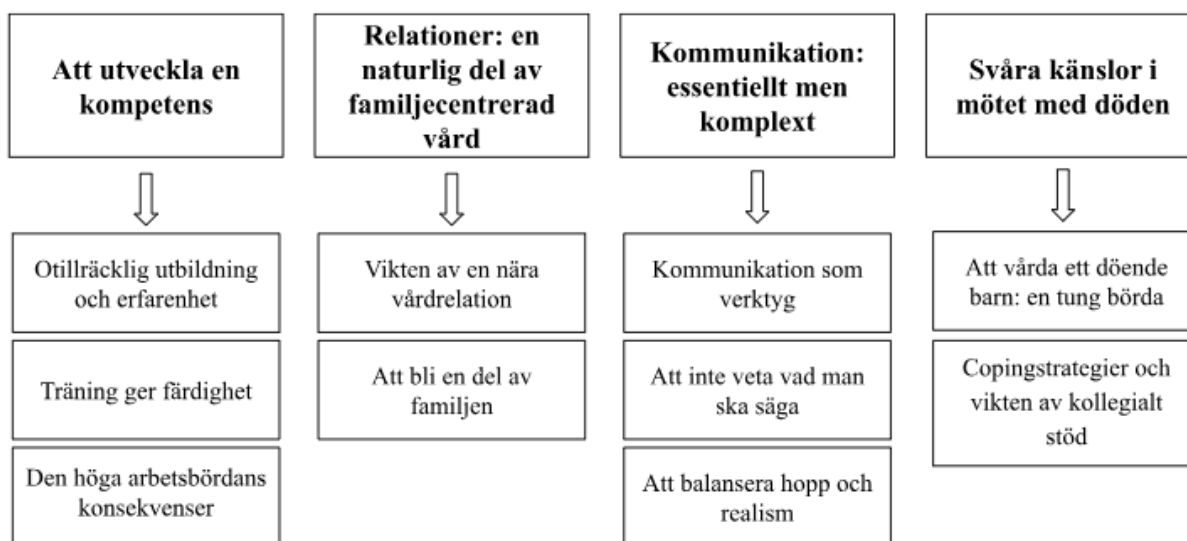 Att utveckla en
kompetens
Relationer: en
naturlig del av
familjecentrerad
vård
Kommunikation:
essentiellt men
komplext
Svåra känslor i
mötet med döden
Otillräcklig utbildning
och erfarenhet
Träning ger färdighet
Den höga arbetsbördans
konsekvenser
Vikten av en nära
vårdrelation
Att bli en del av
familjen
Kommunikation som
verktyg
Att inte veta vad man
ska säga
Att balansera hopp och
realism
Att vårda ett döende
barn: en tung börda
Copingstrategier och
vikten av kollegialt
stöd